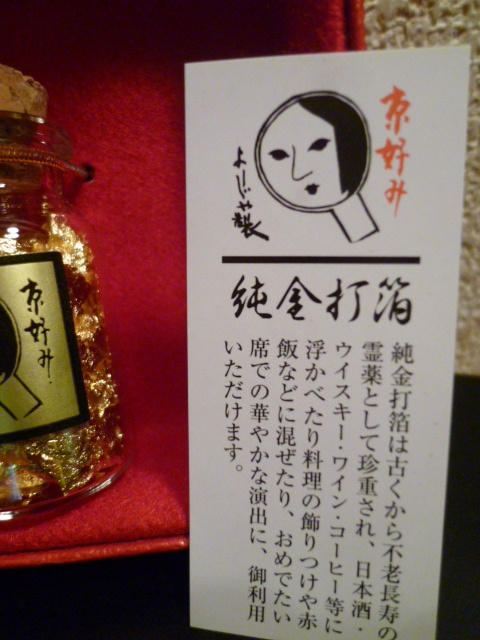 京好み
よじや製
純金打箔
純金打箔は古くから不老長寿の
霊薬として珍重され、日本酒・
ウイスキー・ワイン・コーヒー等に
浮かべたり料理の飾りつけや赤
飯などに混ぜたり、おめでたい
席での華やかな演出に、御利用
いただけます。
京好み